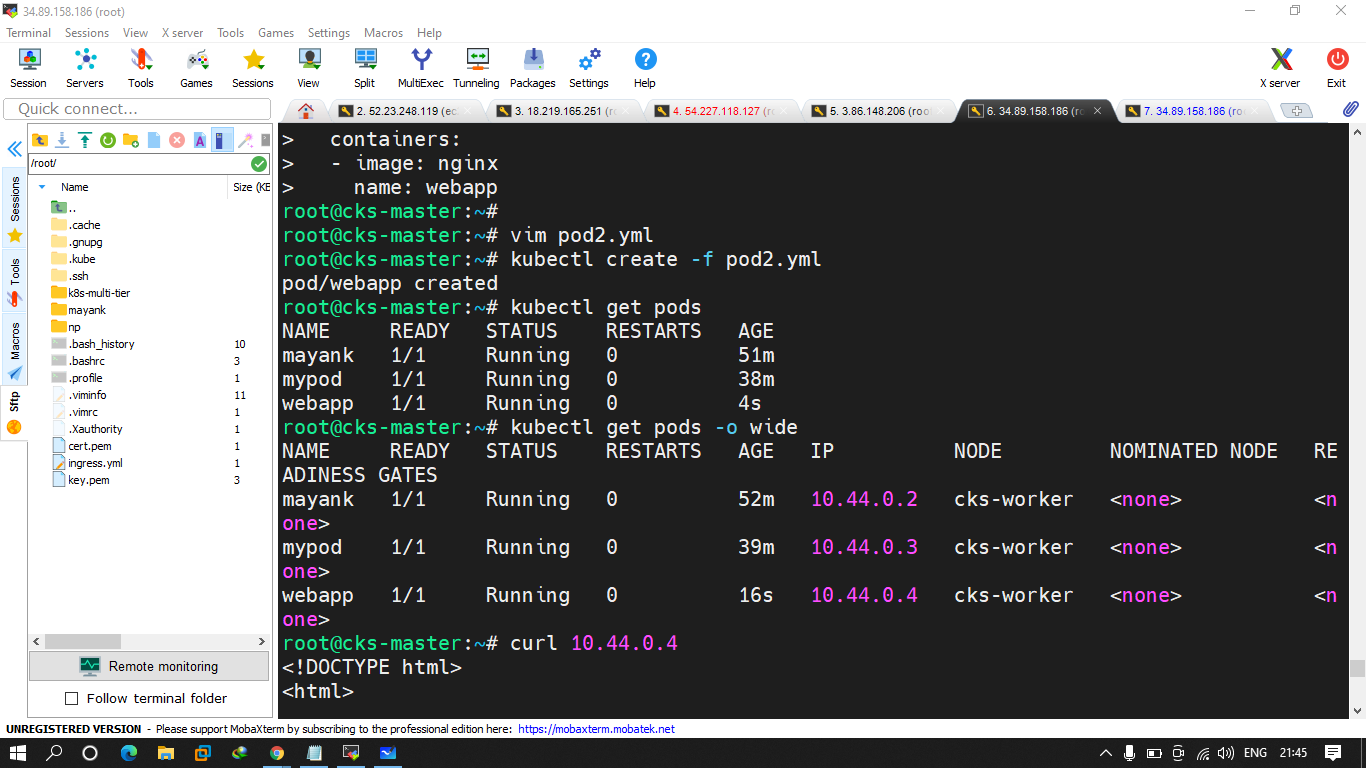 34.89.158.186 (root)
Terminal Sessions View X server Tools Games Settings Macros Help
Session Servers Tools Games Sessions View Split MultiExec Tunneling Packages Settings Help X server Exit
Quick connect...
2. 52.23.248.119 (ec
3. 18.219.165.251 (ro
4. 54.227.118.127 (roo
5. 3.86.148.206 (root
6. 34.89.158.186 (ro
7. 34.89.158.186 (roo
/root/
Name Size (KB
..
.cache
.gnupg
.kube
.ssh
k8s-multi-tier
mayank
np
.bash_history 10
.bashrc 3
.profile 1
.viminfo 11
.vimrc 1
.Xauthority 1
cert.pem 1
ingress.yml 1
key.pem 3
Sessions
Tools
Macros
Sftp
Remote monitoring
Follow terminal folder
>   containers:
>   - image: nginx
>     name: webapp
root@cks-master:~#
root@cks-master:~# vim pod2.yml
root@cks-master:~# kubectl create -f pod2.yml
pod/webapp created
root@cks-master:~# kubectl get pods
NAME     READY   STATUS    RESTARTS   AGE
mayank   1/1     Running   0          51m
mypod    1/1     Running   0          38m
webapp   1/1     Running   0          4s
root@cks-master:~# kubectl get pods -o wide
NAME     READY   STATUS    RESTARTS   AGE   IP          NODE         NOMINATED NODE   RE
ADINESS GATES
mayank   1/1     Running   0          52m   10.44.0.2   cks-worker   <none>           <n
one>
mypod    1/1     Running   0          39m   10.44.0.3   cks-worker   <none>           <n
one>
webapp   1/1     Running   0          16s   10.44.0.4   cks-worker   <none>           <n
one>
root@cks-master:~# curl 10.44.0.4
<!DOCTYPE html>
<html>
UNREGISTERED VERSION - Please support MobaXterm by subscribing to the professional edition here: https://mobaxterm.mobatek.net
ENG 21:45